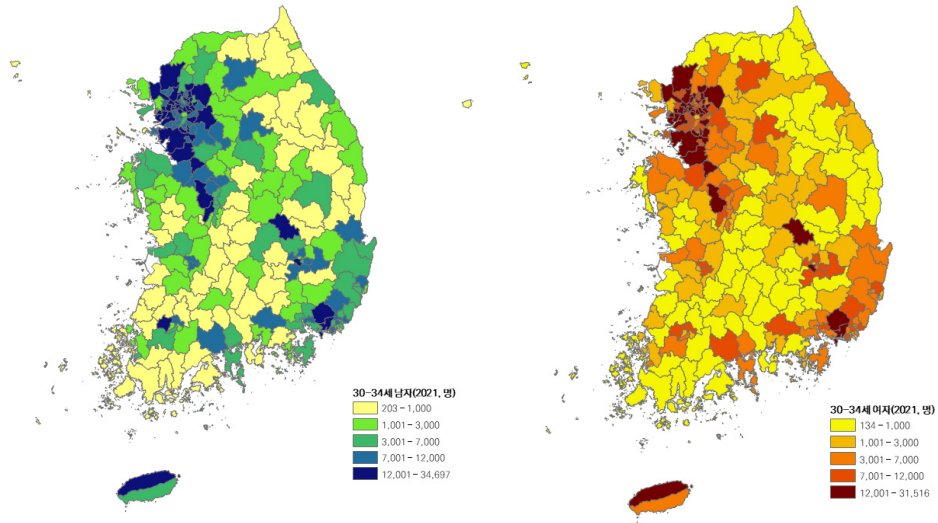 30-34세 남자(2021, 명)
203 - 1,000
1,001 - 3,000
3,001 - 7,000
7,001 - 12,000
12,001 - 34,697
30-34세 여자(2021, 명)
134 - 1,000
1,001 - 3,000
3,001 - 7,000
7,001 - 12,000
12,001 - 31,516